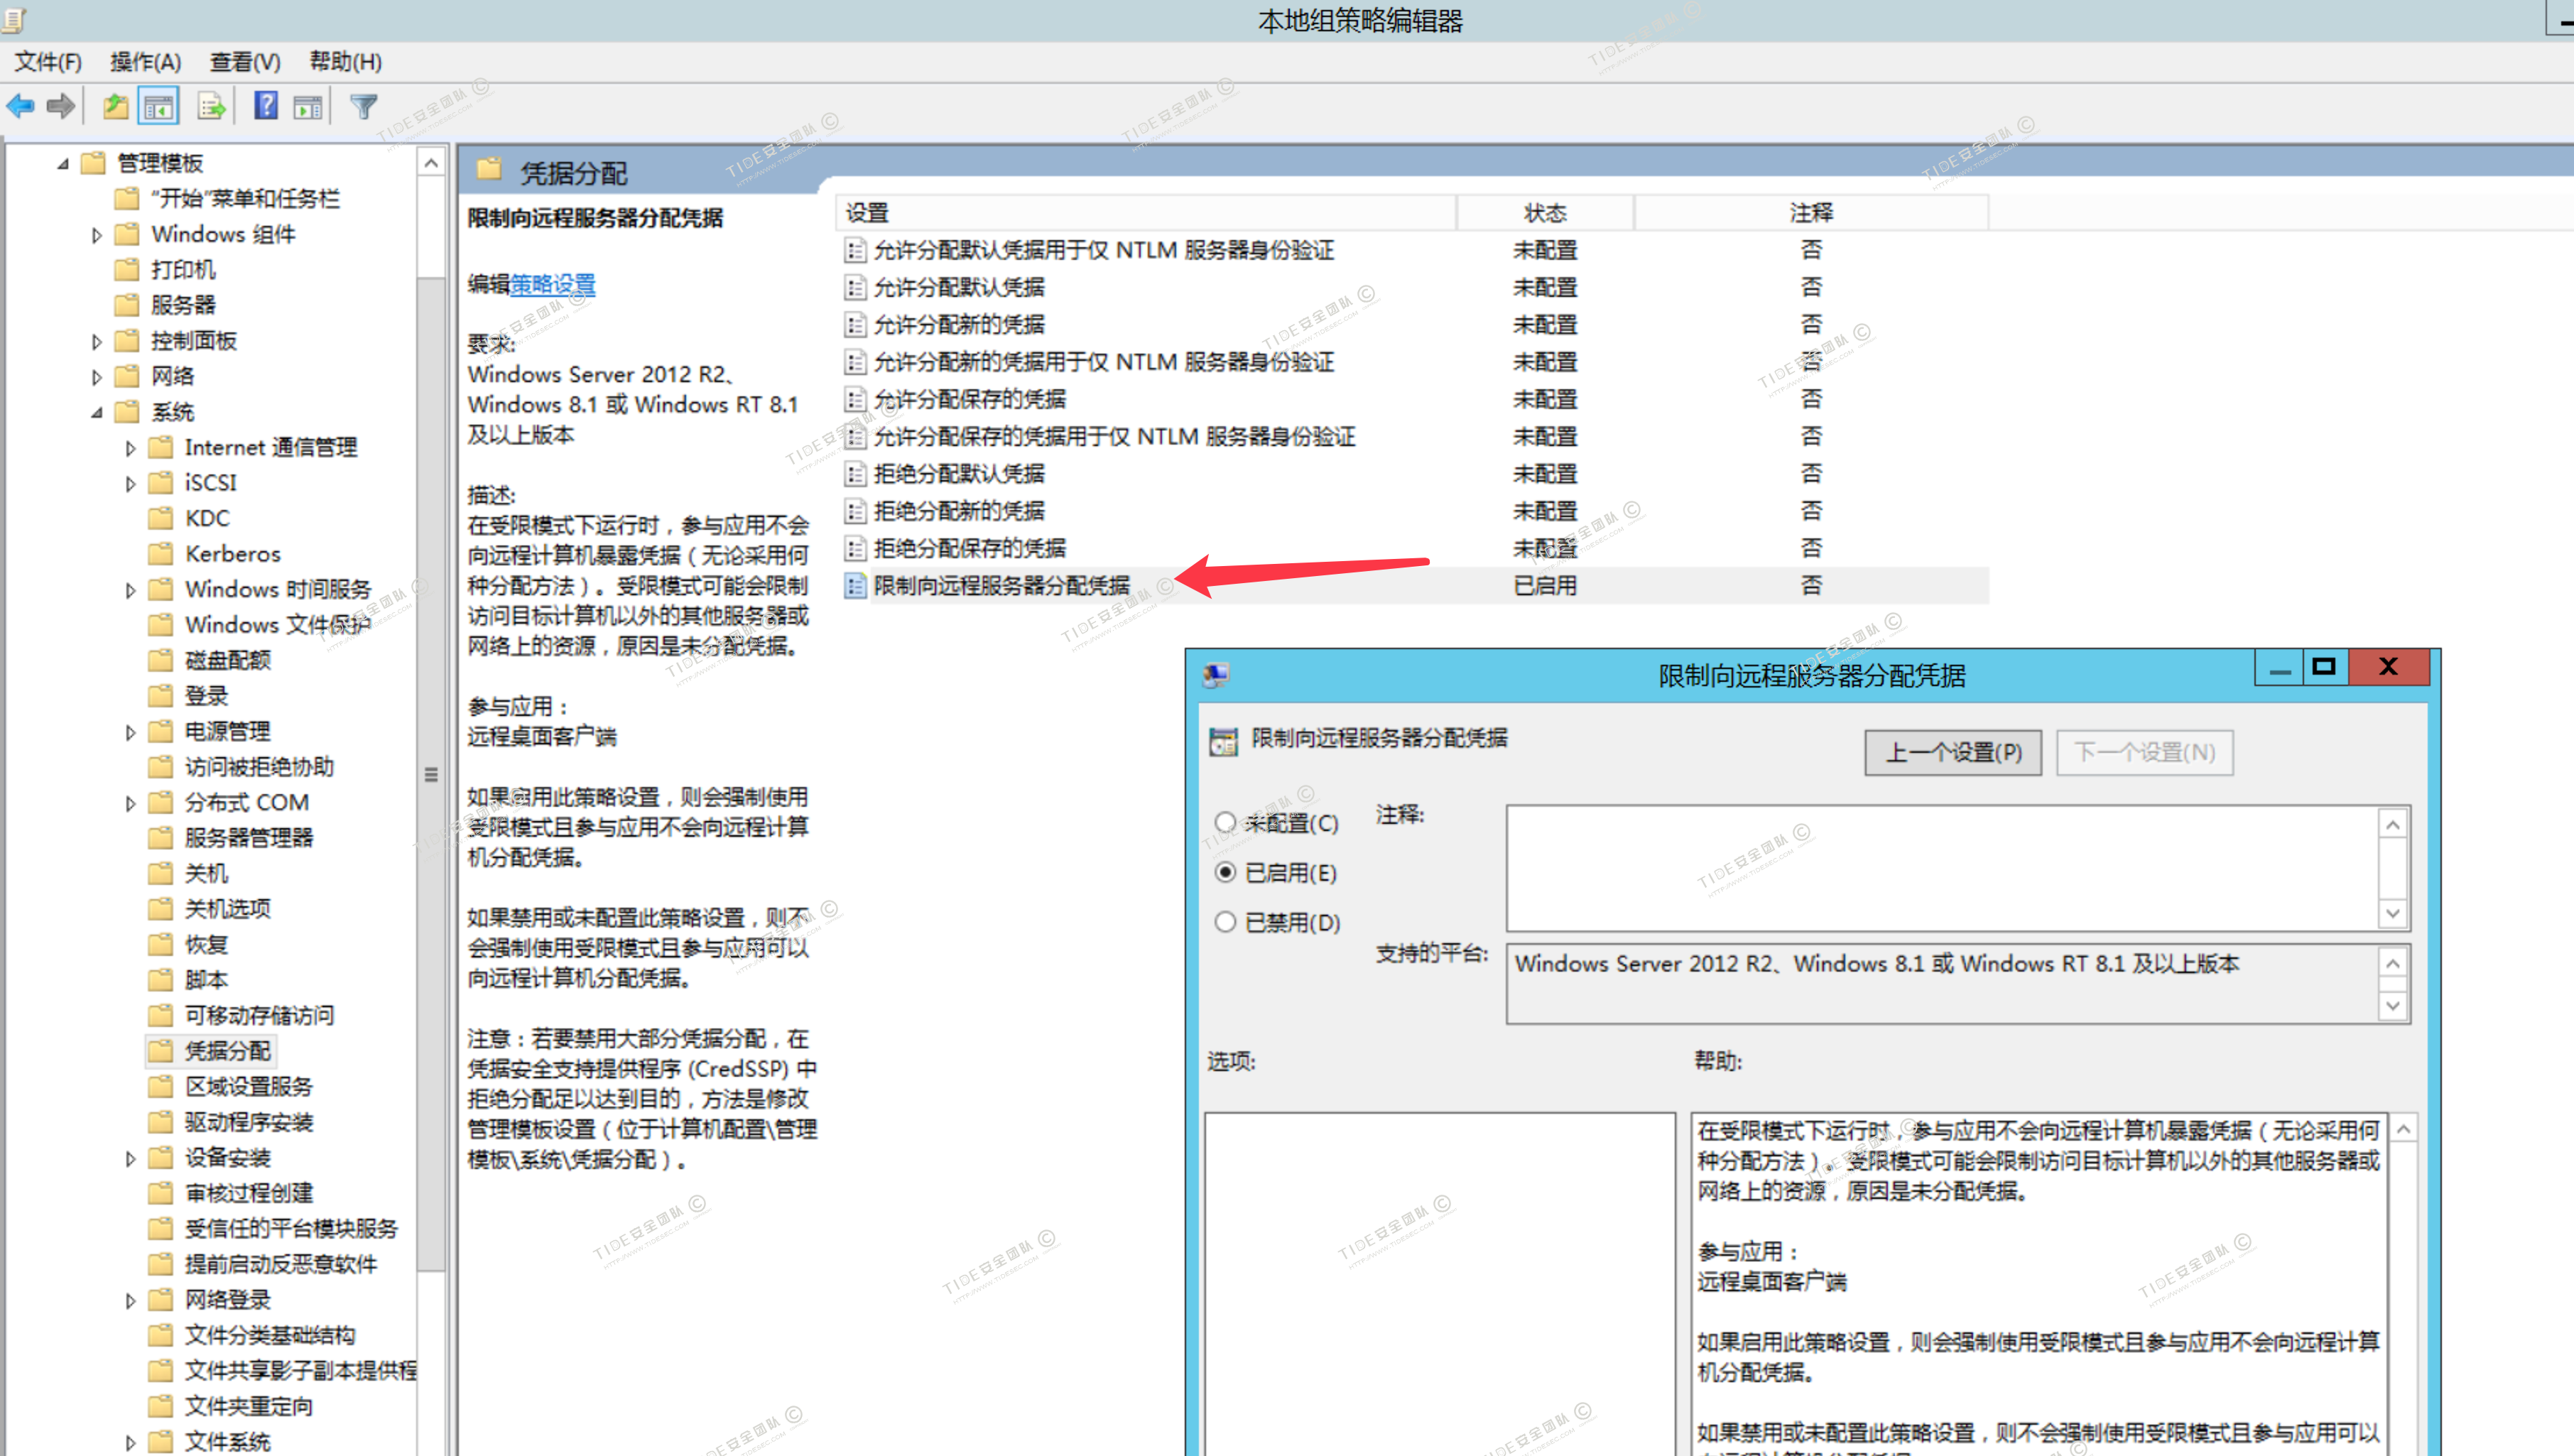 本地组策略编辑器
文件(F) 操作(A) 查看(V) 帮助(H)
管理模板
"开始"菜单和任务栏
Windows 组件
打印机
服务器
控制面板
网络
系统
Internet 通信管理
iSCSI
KDC
Kerberos
Windows 时间服务
Windows 文件保护
磁盘配额
登录
电源管理
访问被拒绝协助
分布式 COM
服务器管理器
关机
关机选项
恢复
脚本
可移动存储访问
凭据分配
区域设置服务
驱动程序安装
设备安装
审核过程创建
受信任的平台模块服务
提前启动反恶意软件
网络登录
文件分类基础结构
文件共享影子副本提供程
文件夹重定向
文件系统
凭据分配
限制向远程服务器分配凭据
编辑策略设置
要求:
Windows Server 2012 R2、
Windows 8.1 或 Windows RT 8.1
及以上版本
描述:
在受限模式下运行时，参与应用不会
向远程计算机暴露凭据（无论采用何
种分配方法）。受限模式可能会限制
访问目标计算机以外的其他服务器或
网络上的资源，原因是未分配凭据。
参与应用：
远程桌面客户端
如果启用此策略设置，则会强制使用
受限模式且参与应用不会向远程计算
机分配凭据。
如果禁用或未配置此策略设置，则不
会强制使用受限模式且参与应用可以
向远程计算机分配凭据。
注意：若要禁用大部分凭据分配，在
凭据安全支持提供程序 (CredSSP) 中
拒绝分配足以达到目的，方法是修改
管理模板设置（位于计算机配置\管理
模板\系统\凭据分配）。
设置 状态 注释
允许分配默认凭据用于仅 NTLM 服务器身份验证 未配置 否
允许分配默认凭据 未配置 否
允许分配新的凭据 未配置 否
允许分配新的凭据用于仅 NTLM 服务器身份验证 未配置 否
允许分配保存的凭据 未配置 否
允许分配保存的凭据用于仅 NTLM 服务器身份验证 未配置 否
拒绝分配默认凭据 未配置 否
拒绝分配新的凭据 未配置 否
拒绝分配保存的凭据 未配置 否
限制向远程服务器分配凭据 已启用 否
限制向远程服务器分配凭据
限制向远程服务器分配凭据
上一个设置(P) 下一个设置(N)
未配置(C) 注释:
已启用(E)
已禁用(D)
支持的平台: Windows Server 2012 R2、Windows 8.1 或 Windows RT 8.1 及以上版本
选项: 帮助:
在受限模式下运行时，参与应用不会向远程计算机暴露凭据（无论采用何
种分配方法）。受限模式可能会限制访问目标计算机以外的其他服务器或
网络上的资源，原因是未分配凭据。
参与应用：
远程桌面客户端
如果启用此策略设置，则会强制使用受限模式且参与应用不会向远程计算
机分配凭据。
如果禁用或未配置此策略设置，则不会强制使用受限模式且参与应用可以
TIDE安全团队 ©
HTTP://WWW.TIDESEC.COM